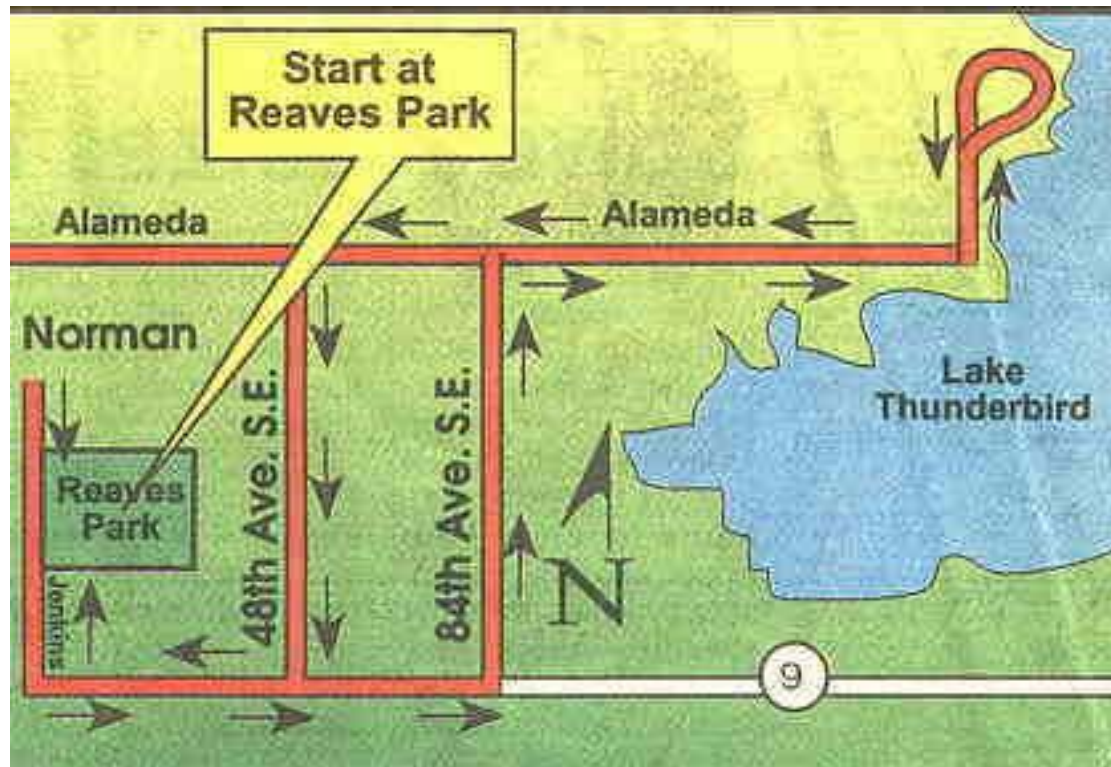 Start at
Reaves Park
Alameda
Alameda
Norman
Lake
Thunderbird
48th Ave. S.E.
84th Ave. S.E.
Reaves
Park
Jenkins
N
9